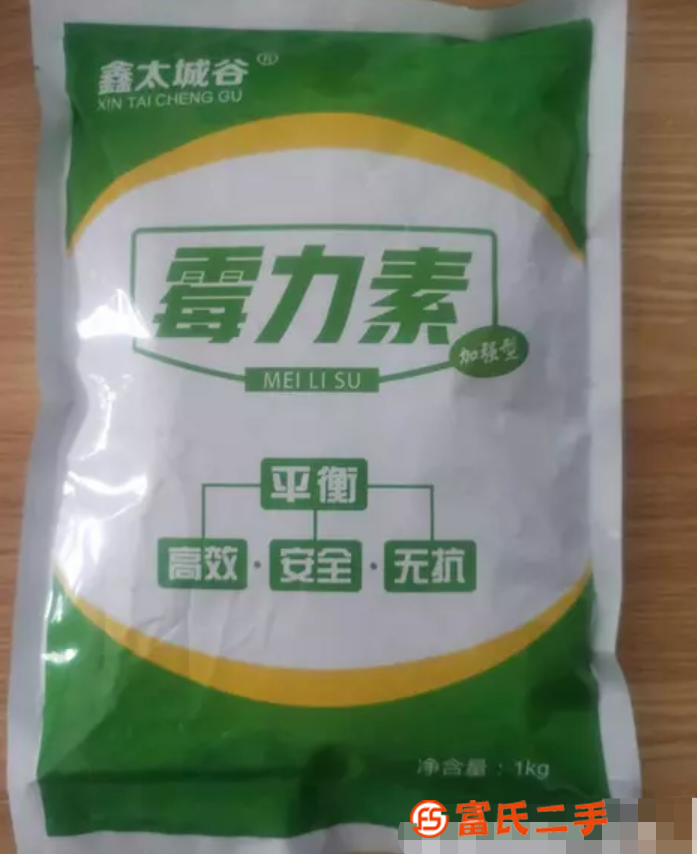 鑫太城谷®
XIN TAI CHENG GU
霉力素
加强型
MEI LI SU
平衡
高效·安全·无抗
净含量：1kg
FS 富氏二手